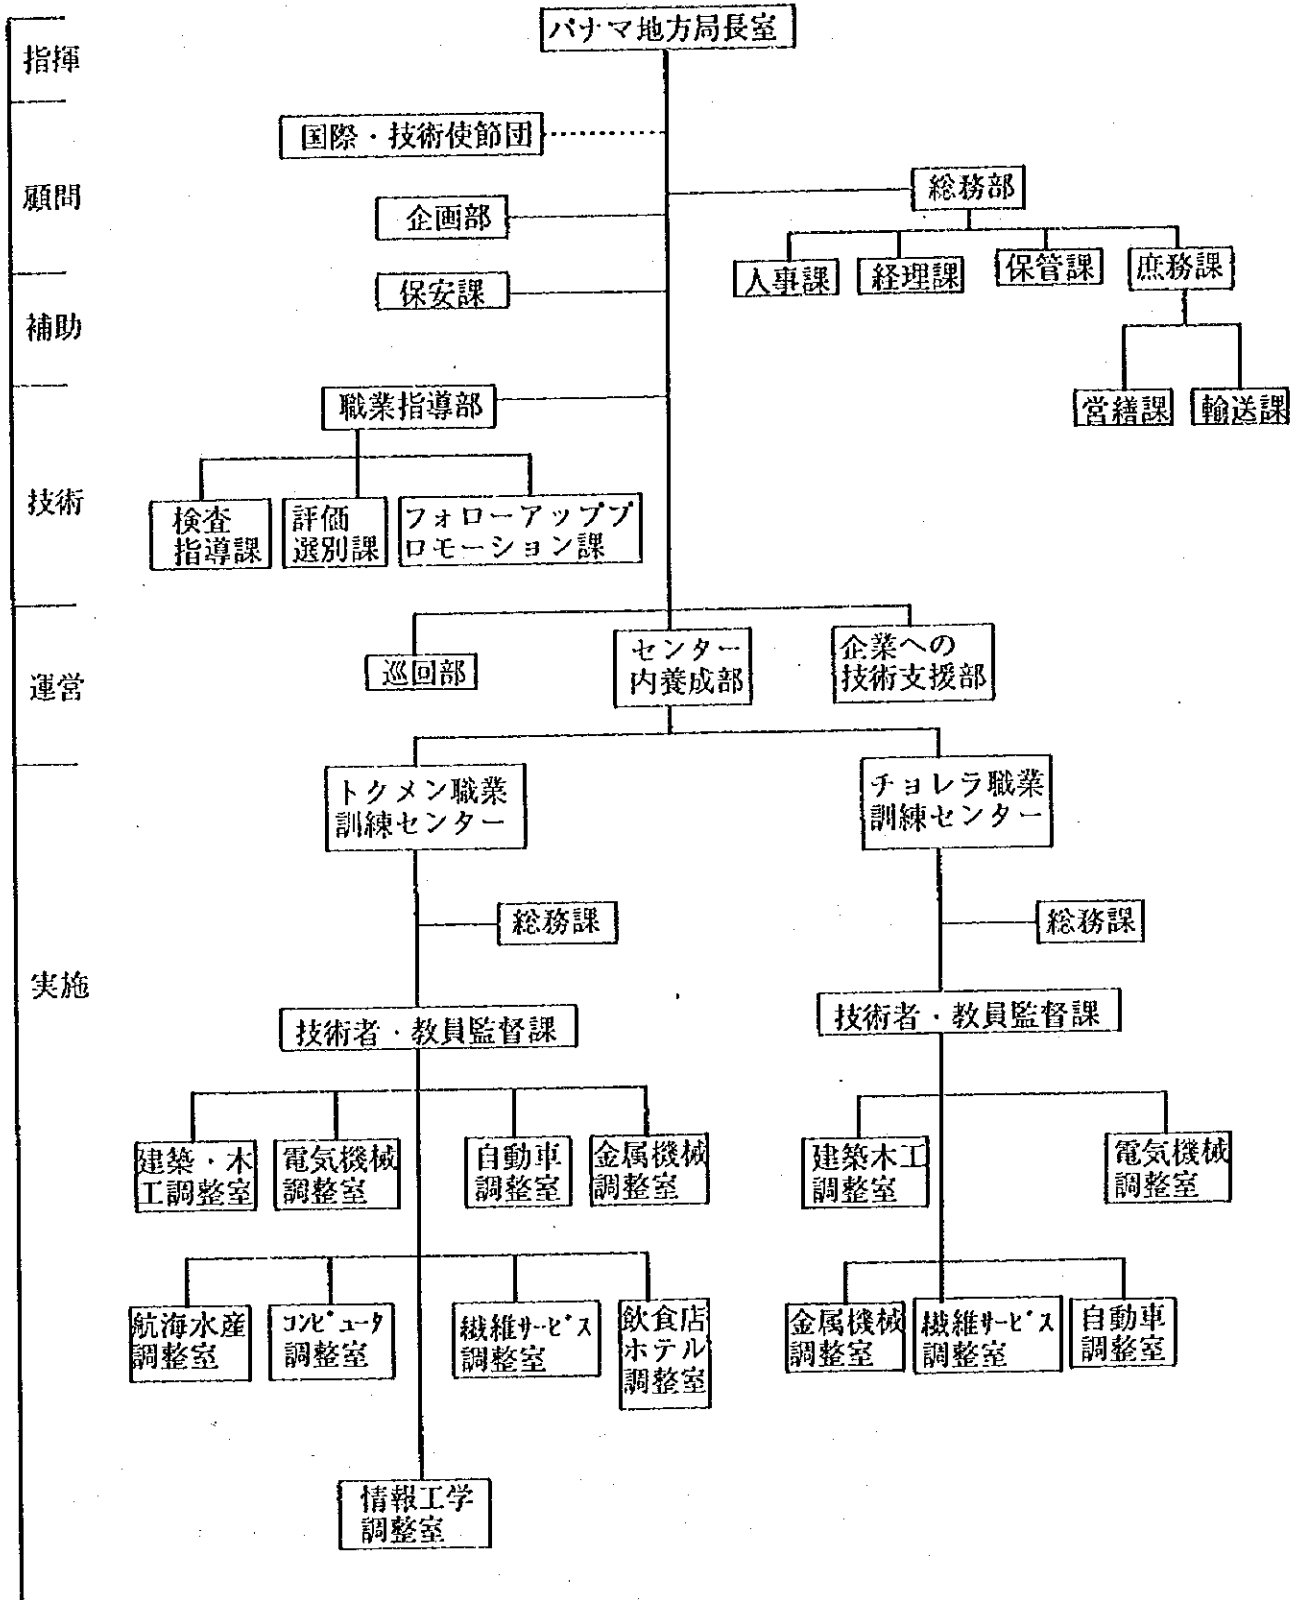 パナマ地方局長室
指揮
国際・技術使節団
顧問
総務部
企画部
人事課
経理課
保管課
庶務課
保安課
補助
営繕課
輸送課
職業指導部
技術
検査
指導課
評価
選別課
フォローアッププ
ロモーション課
運営
巡回部
センター
内養成部
企業への
技術支援部
トクメン職業
訓練センター
チョレラ職業
訓練センター
総務課
総務課
実施
技術者・教員監督課
技術者・教員監督課
建築・木
工調整室
電気機械
調整室
自動車
調整室
金属機械
調整室
建築木工
調整室
電気機械
調整室
航海水産
調整室
コンピュータ
調整室
繊維サービス
調整室
飲食店
ホテル
調整室
金属機械
調整室
繊維サービス
調整室
自動車
調整室
情報工学
調整室